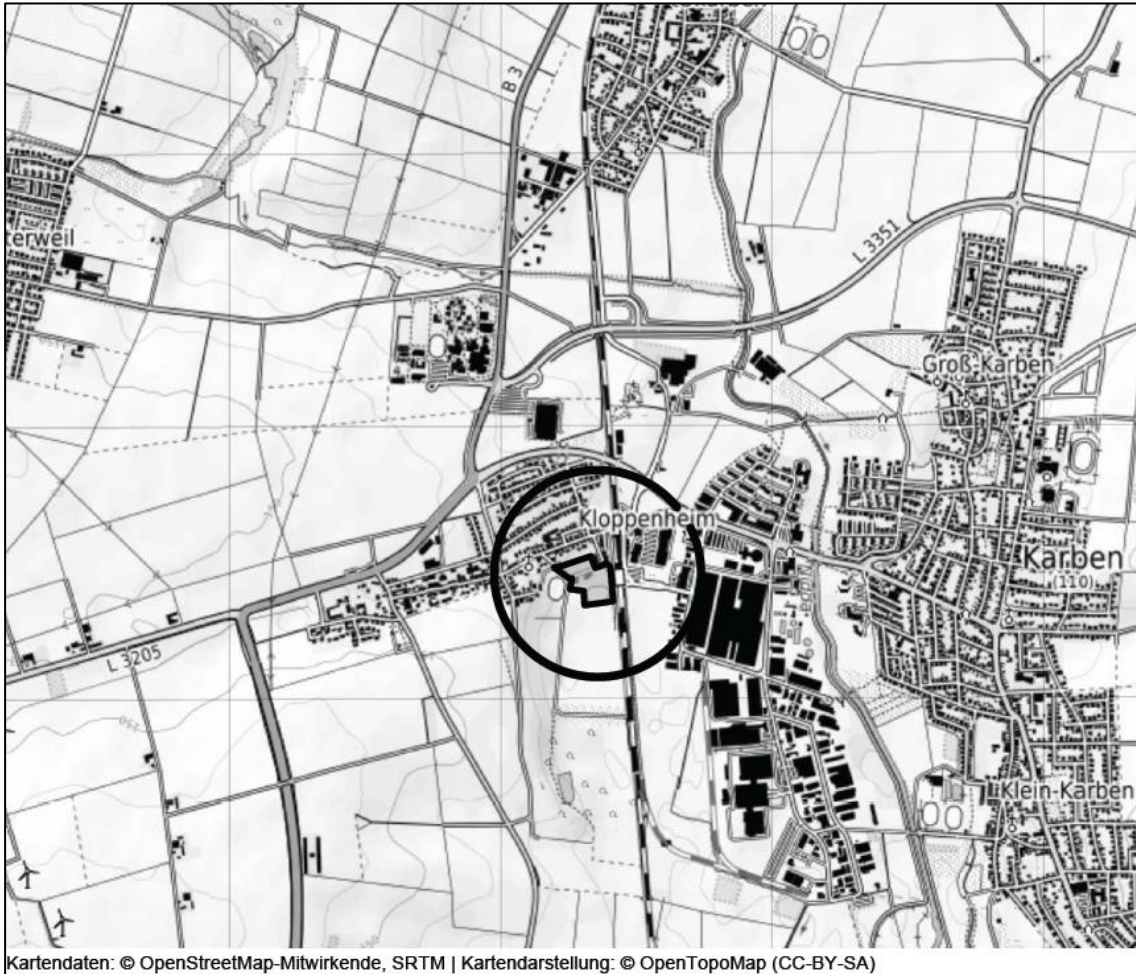 B 3
terweil
L 3351
Groß-Karben
Kloppenheim
Karben
(110)
L 3205
Klein-Karben
Kartendaten: © OpenStreetMap-Mitwirkende, SRTM | Kartendarstellung: © OpenTopoMap (CC-BY-SA)